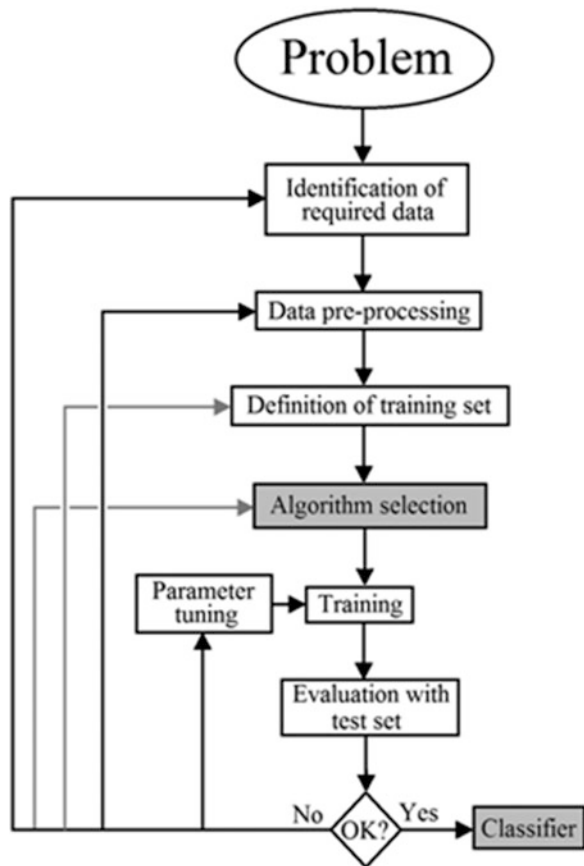 Problem
Identification of
required data
Data pre-processing
Definition of training set
Algorithm selection
Parameter
tuning
Training
Evaluation with
test set
No
OK?
Yes
Classifier